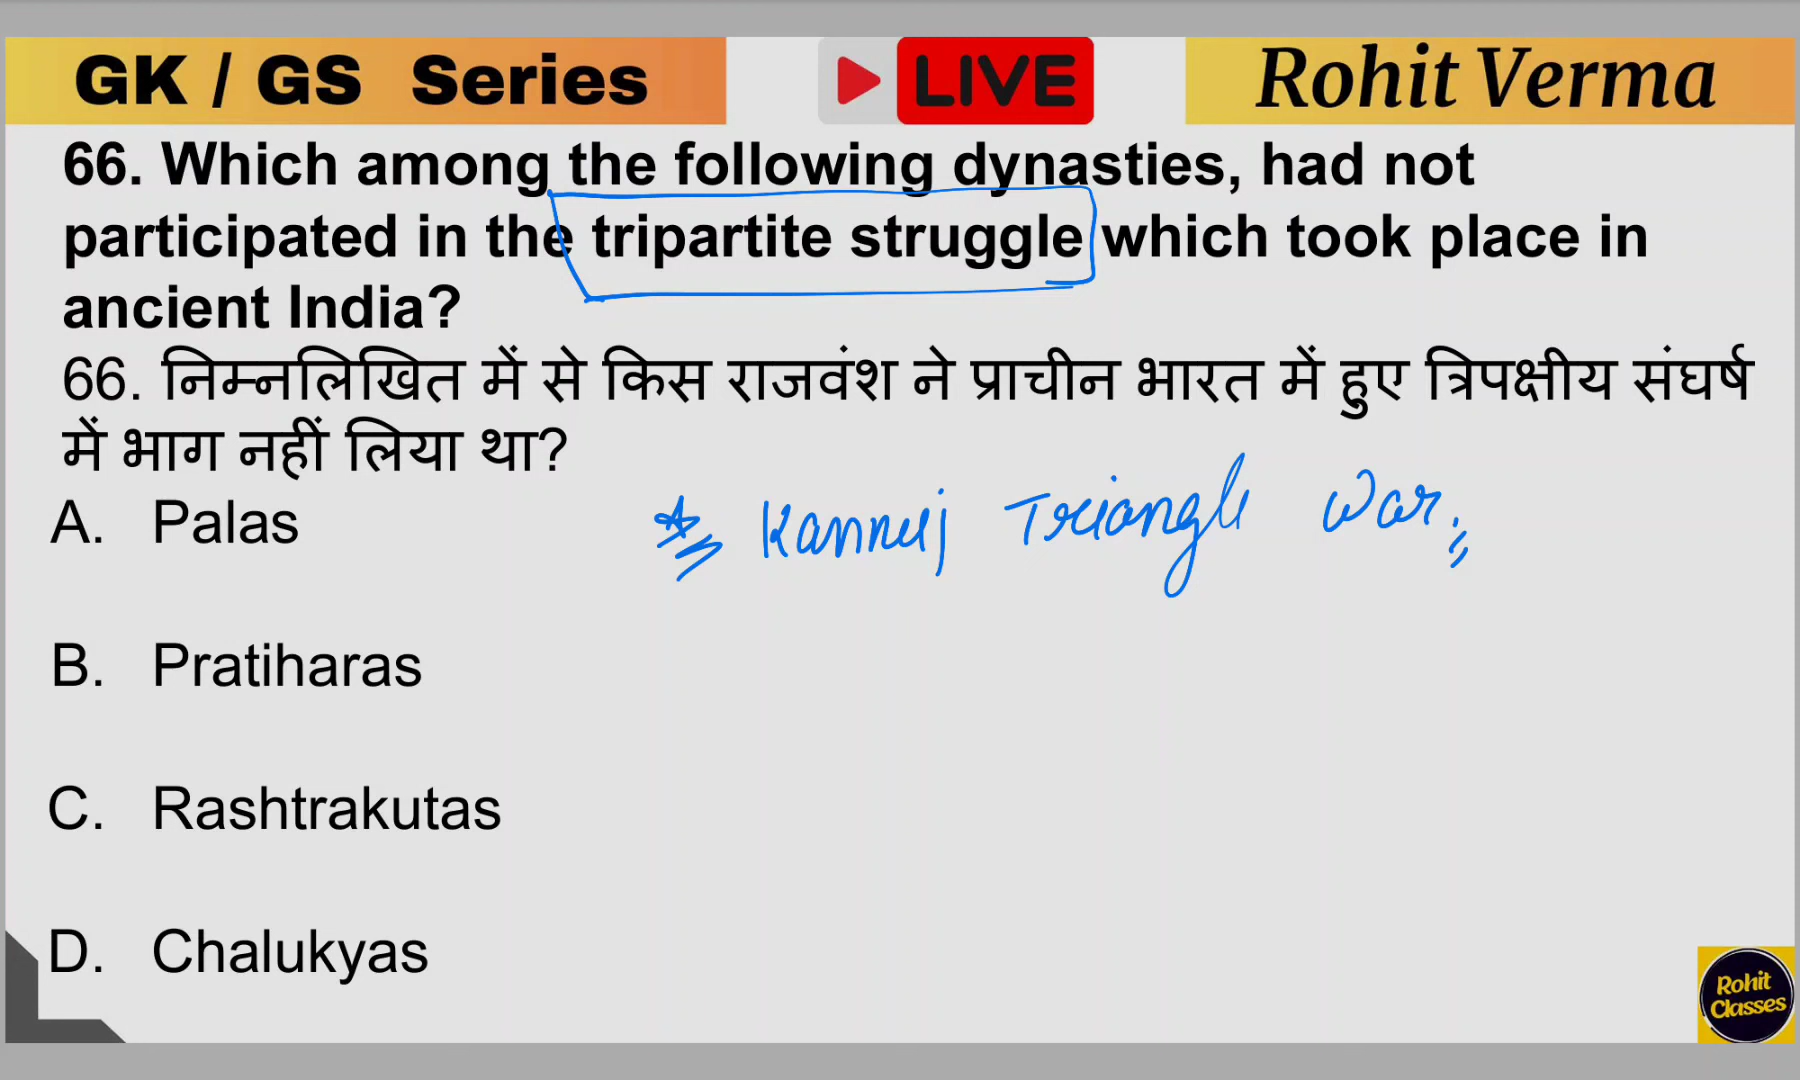 GK / GS Series
LIVE
Rohit Verma
66. Which among the following dynasties, had not
participated in the tripartite struggle which took place in
ancient India?
66. निम्नलिखित में से किस राजवंश ने प्राचीन भारत में हुए त्रिपक्षीय संघर्ष
में भाग नहीं लिया था?
A. Palas
Kannuj Triangle War
B. Pratiharas
C. Rashtrakutas
D. Chalukyas
Rohit
Classes